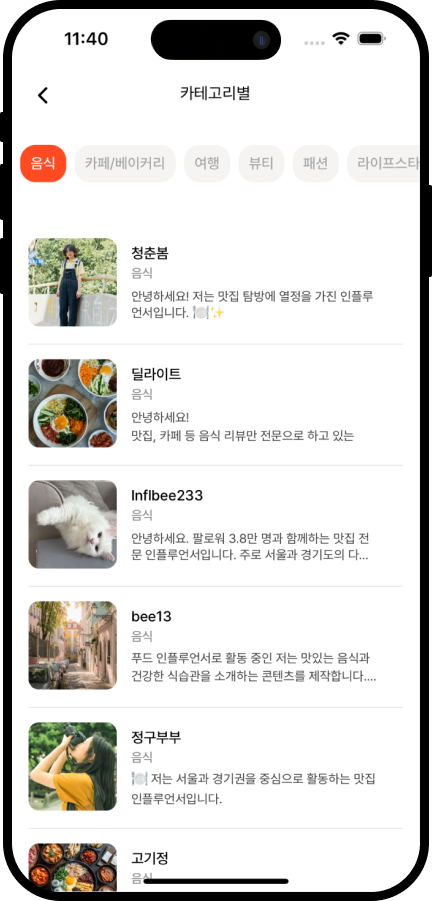 11:40
카테고리별
음식
카페/베이커리
여행
뷰티
패션
라이프스타
청춘봄
음식
안녕하세요! 저는 맛집 탐방에 열정을 가진 인플루
언서입니다. 🍽️✨
딜라이트
음식
안녕하세요!
맛집, 카페 등 음식 리뷰만 전문으로 하고 있는
Inflbee233
음식
안녕하세요. 팔로워 3.8만 명과 함께하는 맛집 전
문 인플루언서입니다. 주로 서울과 경기도의 다...
bee13
음식
푸드 인플루언서로 활동 중인 저는 맛있는 음식과
건강한 식습관을 소개하는 콘텐츠를 제작합니다....
정구부부
음식
🍽️ 저는 서울과 경기권을 중심으로 활동하는 맛집
인플루언서입니다.
고기정
음식